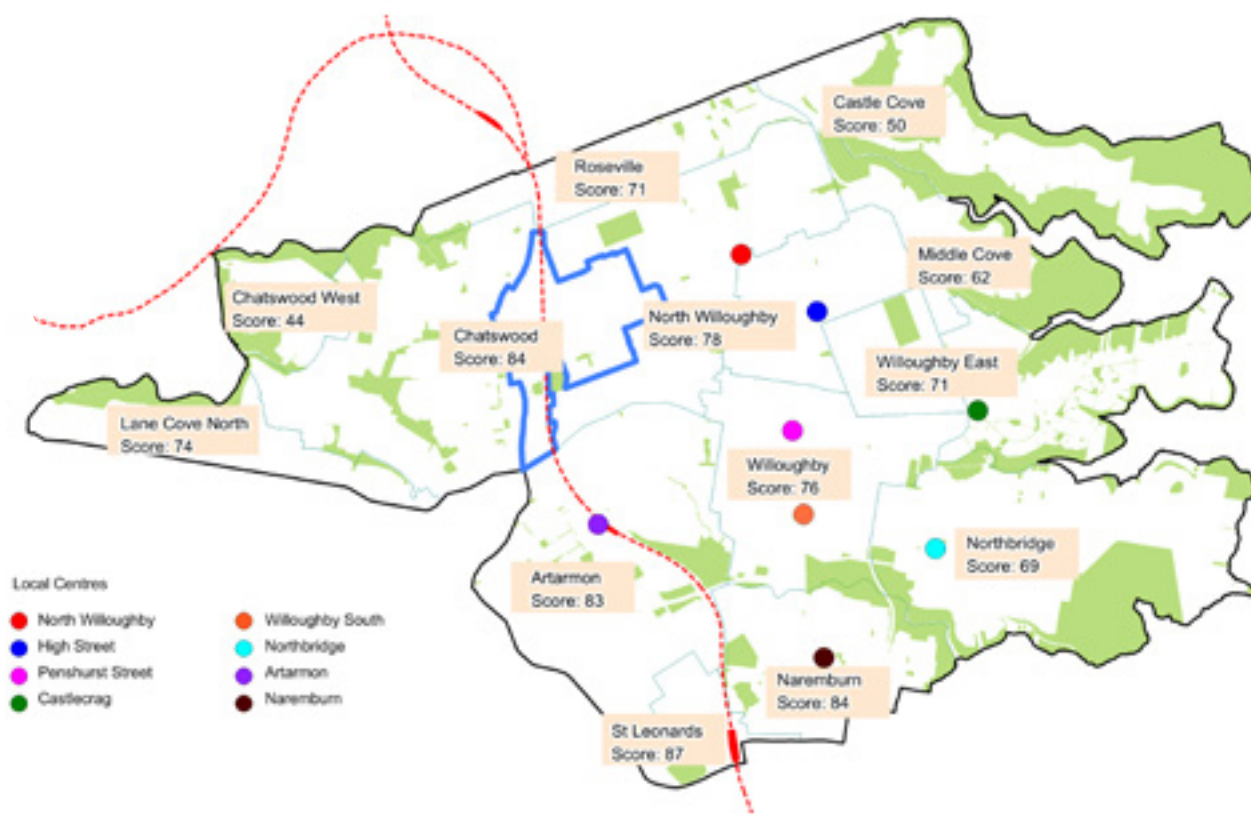 Castle Cove
Score: 50
Roseville
Score: 71
Middle Cove
Score: 62
Chatswood West
Score: 44
North Willoughby
Score: 78
Chatswood
Score: 84
Willoughby East
Score: 71
Lane Cove North
Score: 74
Willoughby
Score: 76
Northbridge
Score: 69
Artarmon
Score: 83
Naremburn
Score: 84
St Leonards
Score: 87
Local Centres
North Willoughby
High Street
Penshurst Street
Castlecrag
Willoughby South
Northbridge
Artarmon
Naremburn